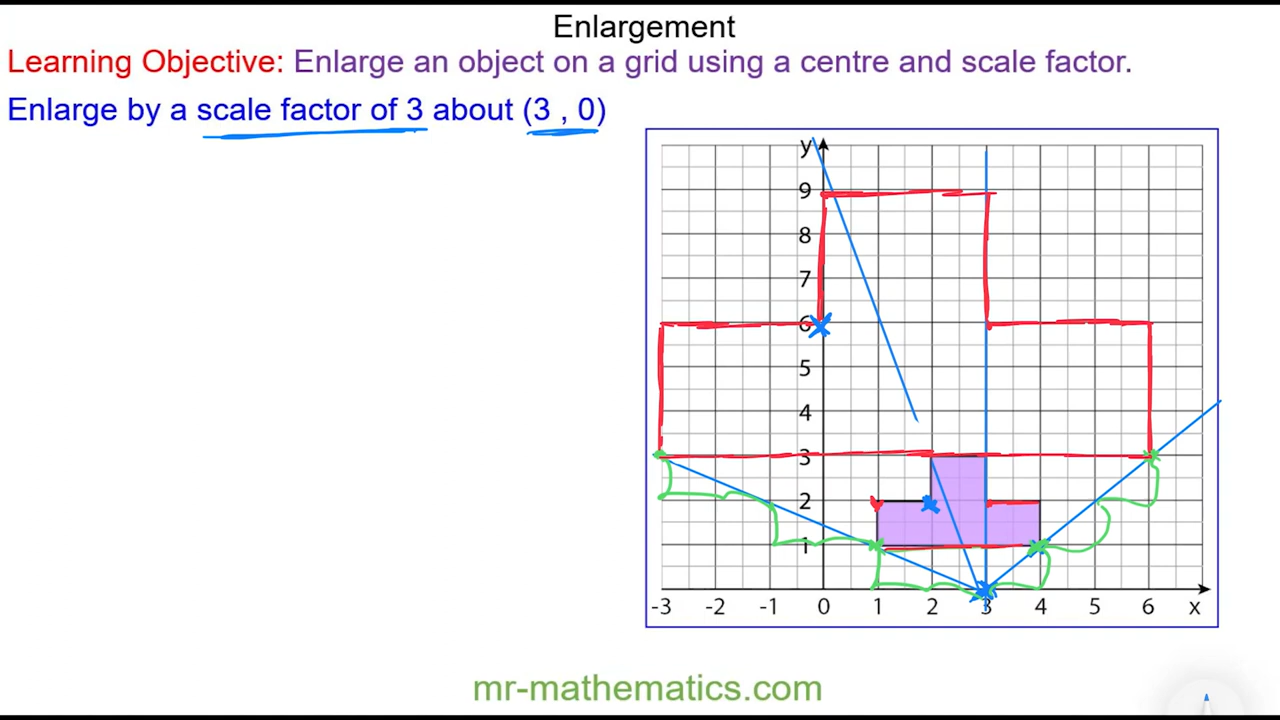 Enlargement
Learning Objective: Enlarge an object on a grid using a centre and scale factor.
Enlarge by a scale factor of 3 about (3 , 0)
y
9
8
7
6
5
4
3
2
1
-3 -2 -1 0 1 2 3 4 5 6 x
mr-mathematics.com